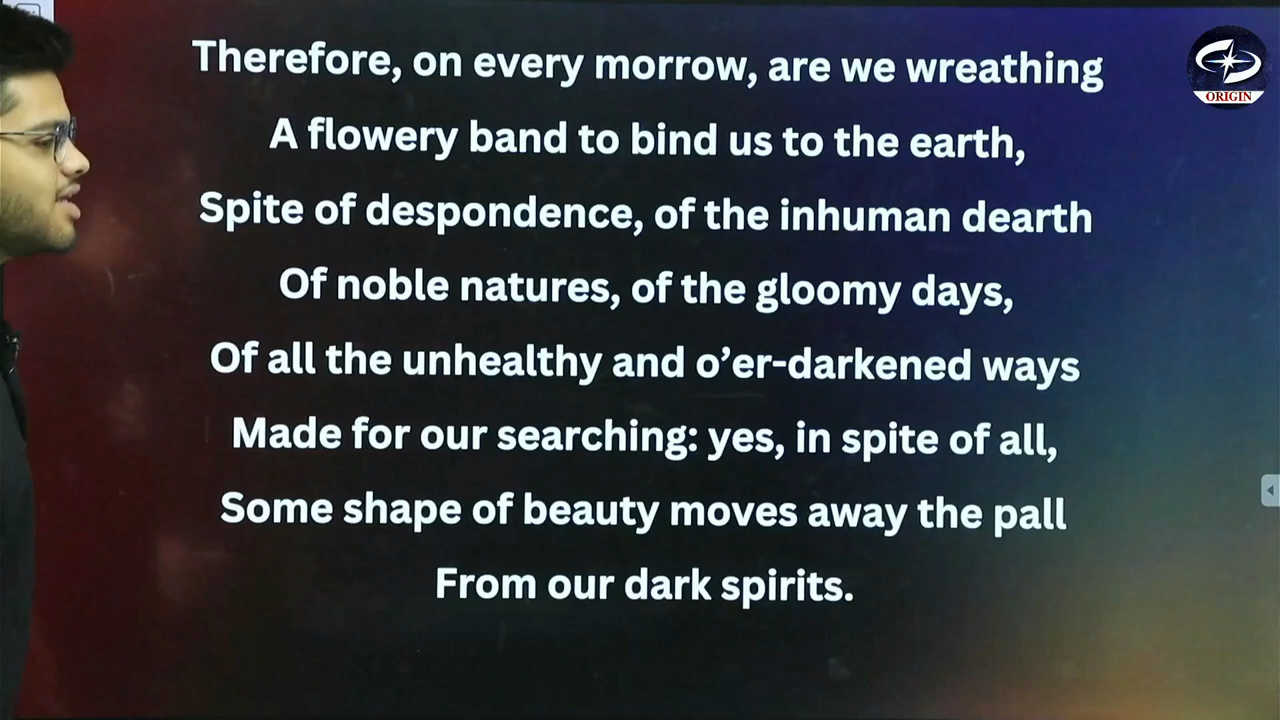 Therefore, on every morrow, are we wreathing
A flowery band to bind us to the earth,
Spite of despondence, of the inhuman dearth
Of noble natures, of the gloomy days,
Of all the unhealthy and o’er-darkened ways
Made for our searching: yes, in spite of all,
Some shape of beauty moves away the pall
From our dark spirits.
ORIGIN